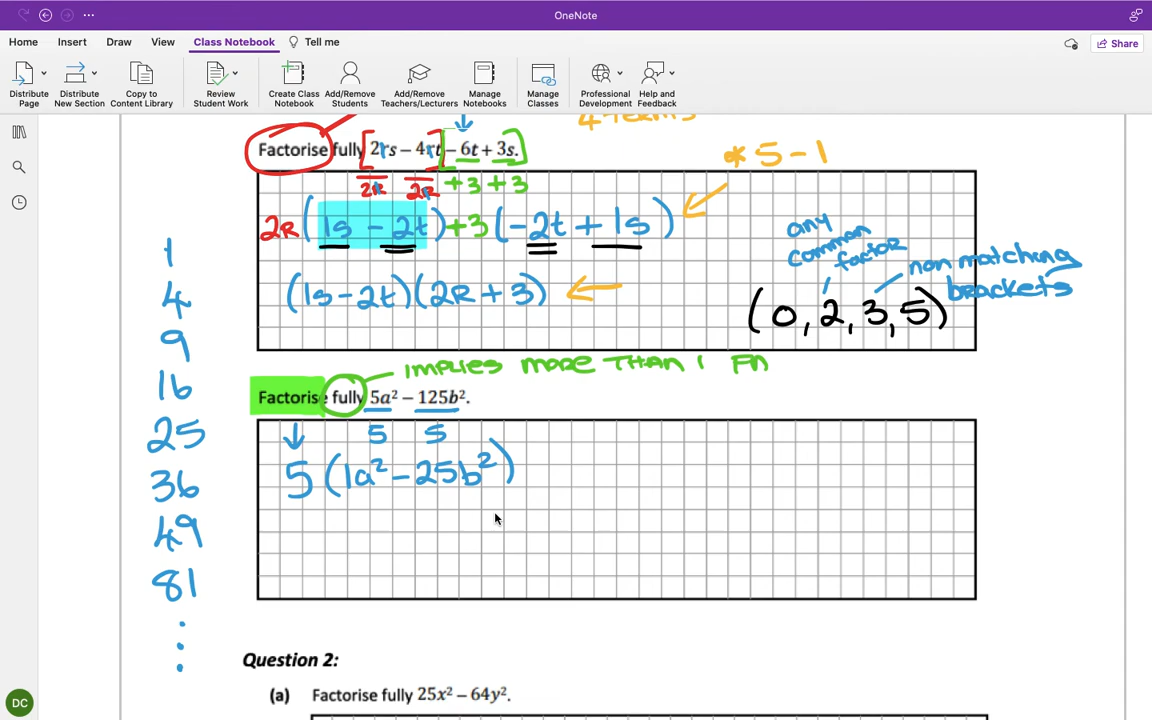 OneNote
Home Insert Draw View Class Notebook Tell me
Share
Distribute Page
Distribute New Section
Copy to Content Library
Review Student Work
Create Class Notebook
Add/Remove Students
Add/Remove Teachers/Lecturers
Manage Notebooks
Manage Classes
Professional Development
Help and Feedback
4 terms
Factorise fully 2rs – 4rt – 6t + 3s.
* 5 - 1
2R 2R +3 +3
2R (1s - 2t) +3 (-2t + 1s)
any common factor
non matching brackets
(1s - 2t)(2R + 3)
(0, 2, 3, 5)
1
4
9
16
25
36
49
81
IMPLIES MORE THAN 1 FA
Factorise fully 5a² – 125b².
5 5
5 (1a² - 25b²)
Question 2:
(a) Factorise fully 25x² – 64y².
DC